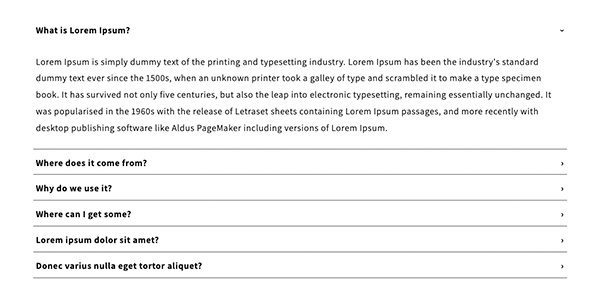 What is Lorem Ipsum?
Lorem Ipsum is simply dummy text of the printing and typesetting industry. Lorem Ipsum has been the industry's standard
dummy text ever since the 1500s, when an unknown printer took a galley of type and scrambled it to make a type specimen
book. It has survived not only five centuries, but also the leap into electronic typesetting, remaining essentially unchanged. It
was popularised in the 1960s with the release of Letraset sheets containing Lorem Ipsum passages, and more recently with
desktop publishing software like Aldus PageMaker including versions of Lorem Ipsum.
Where does it come from?
Why do we use it?
Where can I get some?
Lorem ipsum dolor sit amet?
Donec varius nulla eget tortor aliquet?